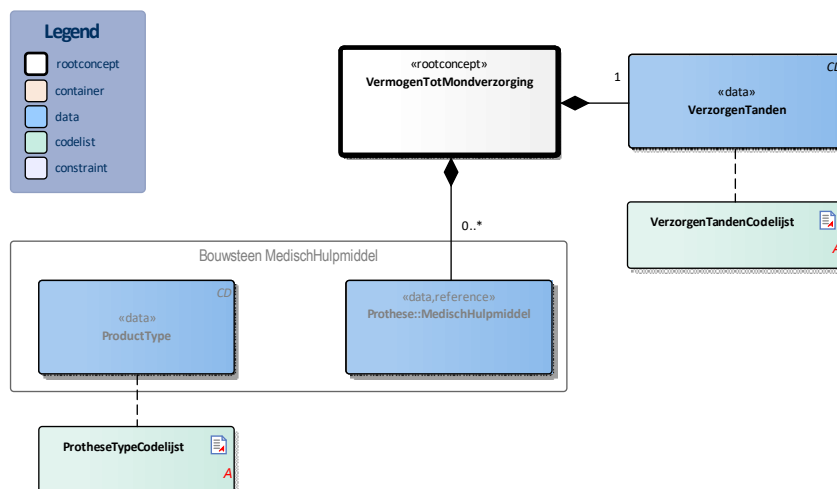 Legend
rootconcept
container
data
codelist
constraint
«rootconcept»
VermogenTotMondverzorging
1
CD
«data»
VerzorgenTanden
VerzorgenTandenCodelijst
A
0..*
Bouwsteen MedischHulpmiddel
CD
«data»
ProductType
«data,reference»
Prothese::MedischHulpmiddel
ProtheseTypeCodelijst
A